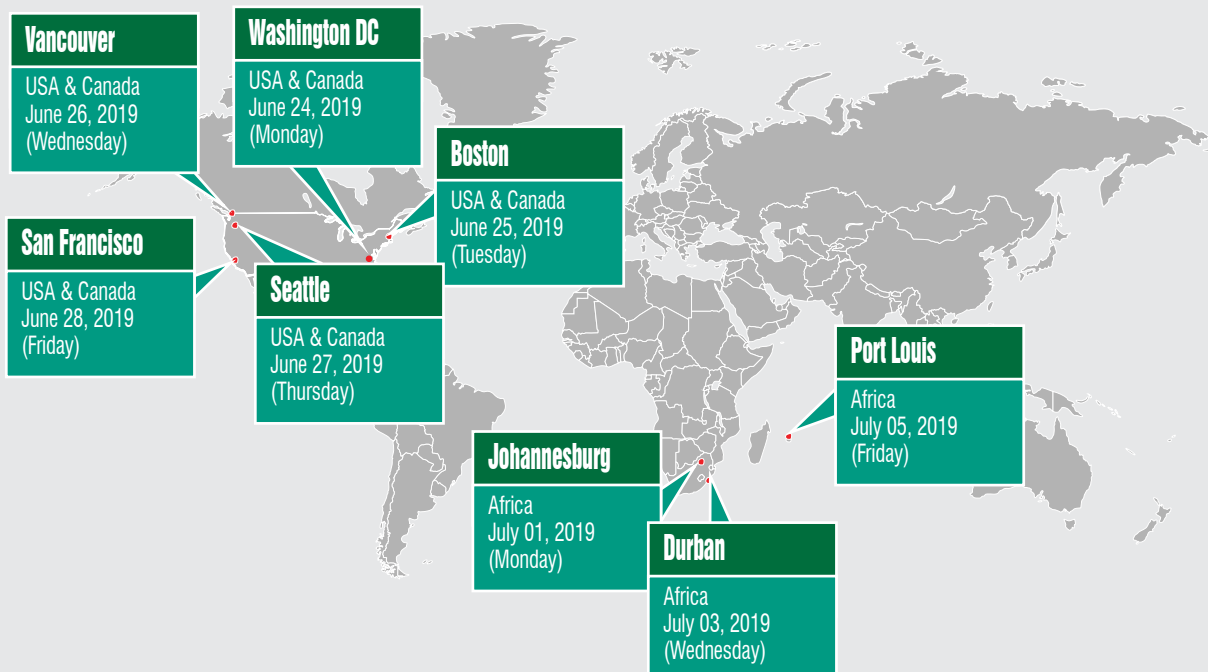 Vancouver
USA & Canada
June 26, 2019
(Wednesday)
Washington DC
USA & Canada
June 24, 2019
(Monday)
Boston
USA & Canada
June 25, 2019
(Tuesday)
San Francisco
USA & Canada
June 28, 2019
(Friday)
Seattle
USA & Canada
June 27, 2019
(Thursday)
Port Louis
Africa
July 05, 2019
(Friday)
Johannesburg
Africa
July 01, 2019
(Monday)
Durban
Africa
July 03, 2019
(Wednesday)